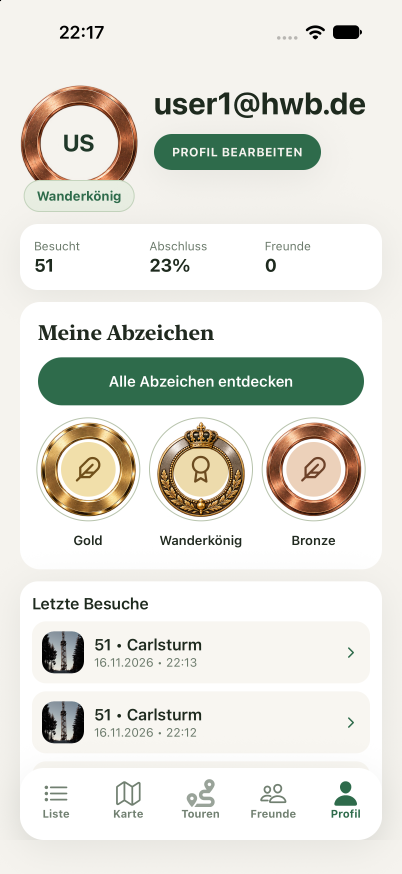 22:17
US
Wanderkönig
user1@hwb.de
PROFIL BEARBEITEN
Besucht
51
Abschluss
23%
Freunde
0
Meine Abzeichen
Alle Abzeichen entdecken
Gold
Wanderkönig
Bronze
Letzte Besuche
51 • Carlsturm
16.11.2026 • 22:13
51 • Carlsturm
16.11.2026 • 22:12
Liste
Karte
Touren
Freunde
Profil